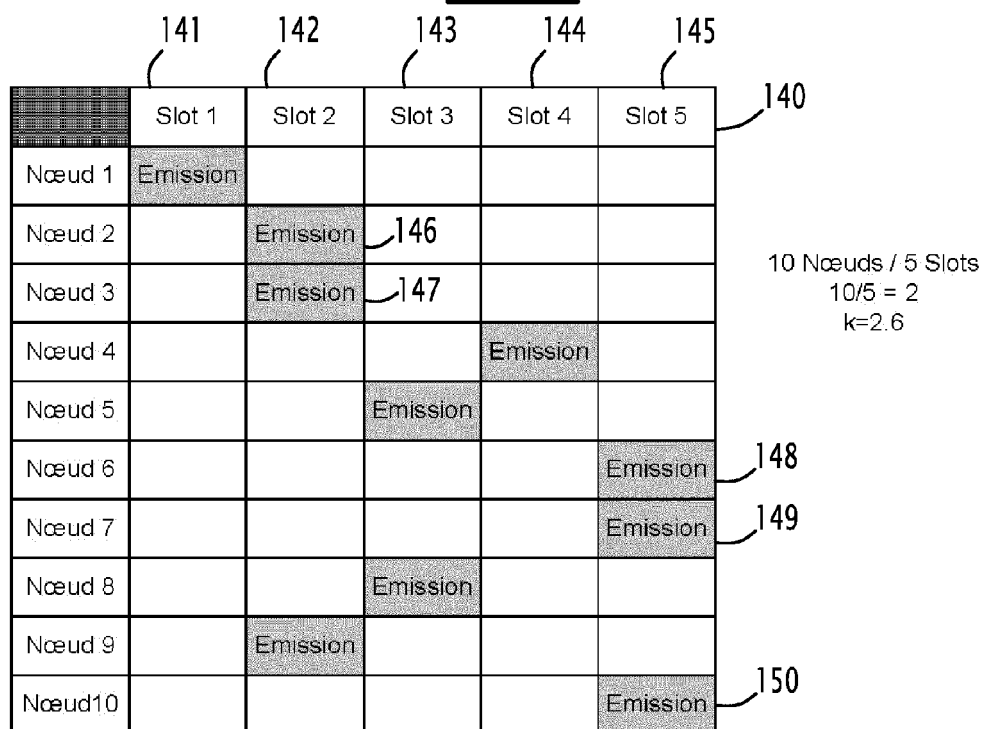 141 142 143 144 145
140
Slot 1 Slot 2 Slot 3 Slot 4 Slot 5
Nœud 1 Emission
Nœud 2 Emission 146
Nœud 3 Emission 147
Nœud 4 Emission
Nœud 5 Emission
Nœud 6 Emission 148
Nœud 7 Emission 149
Nœud 8 Emission
Nœud 9 Emission
Nœud10 Emission 150
10 Nœuds / 5 Slots
10/5 = 2
k=2.6